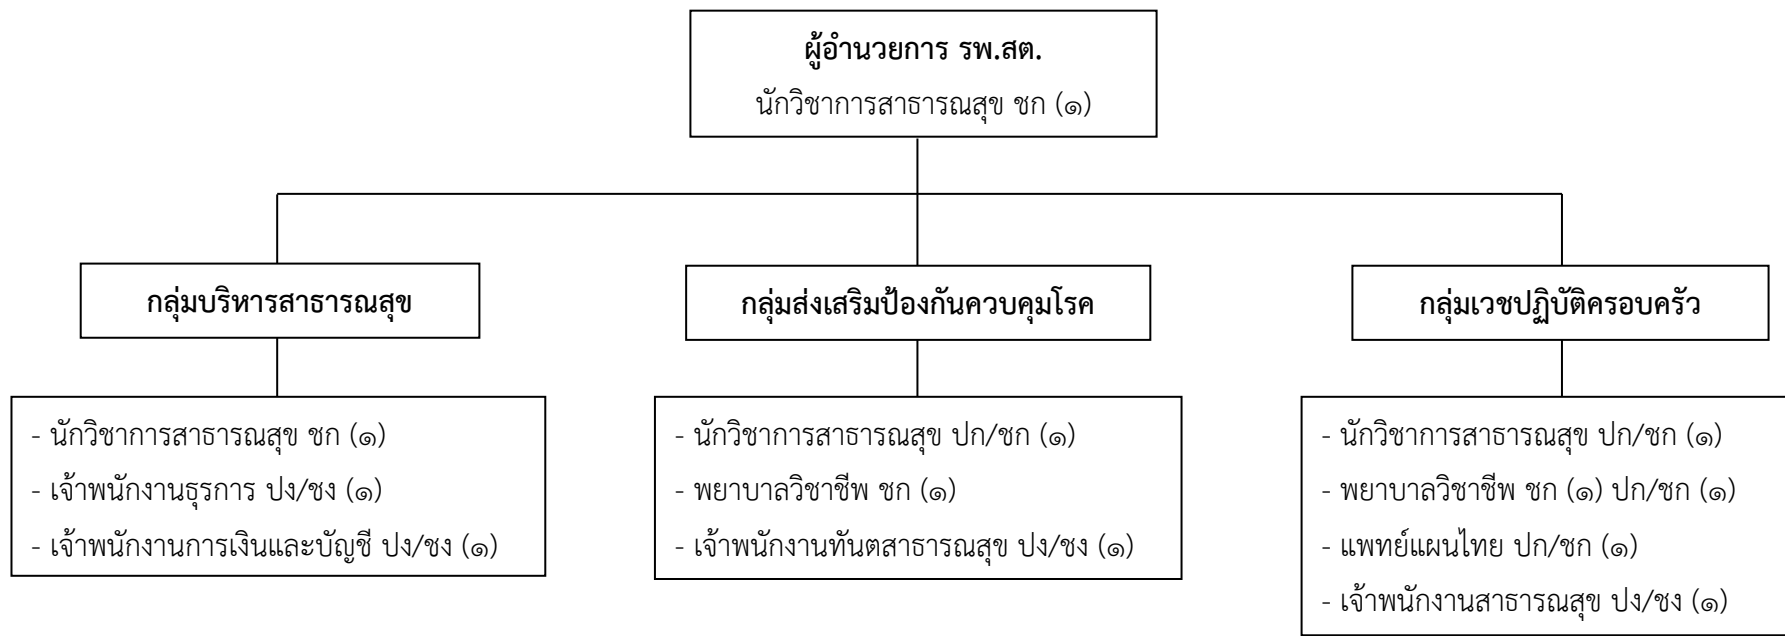 ผู้อำนวยการ รพ.สต.
นักวิชาการสาธารณสุข ชก (๑)
กลุ่มบริหารสาธารณสุข
กลุ่มส่งเสริมป้องกันควบคุมโรค
กลุ่มเวชปฏิบัติครอบครัว
- นักวิชาการสาธารณสุข ชก (๑)
- เจ้าพนักงานธุรการ ปง/ชง (๑)
- เจ้าพนักงานการเงินและบัญชี ปง/ชง (๑)
- นักวิชาการสาธารณสุข ปก/ชก (๑)
- พยาบาลวิชาชีพ ชก (๑)
- เจ้าพนักงานทันตสาธารณสุข ปง/ชง (๑)
- นักวิชาการสาธารณสุข ปก/ชก (๑)
- พยาบาลวิชาชีพ ชก (๑) ปก/ชก (๑)
- แพทย์แผนไทย ปก/ชก (๑)
- เจ้าพนักงานสาธารณสุข ปง/ชง (๑)